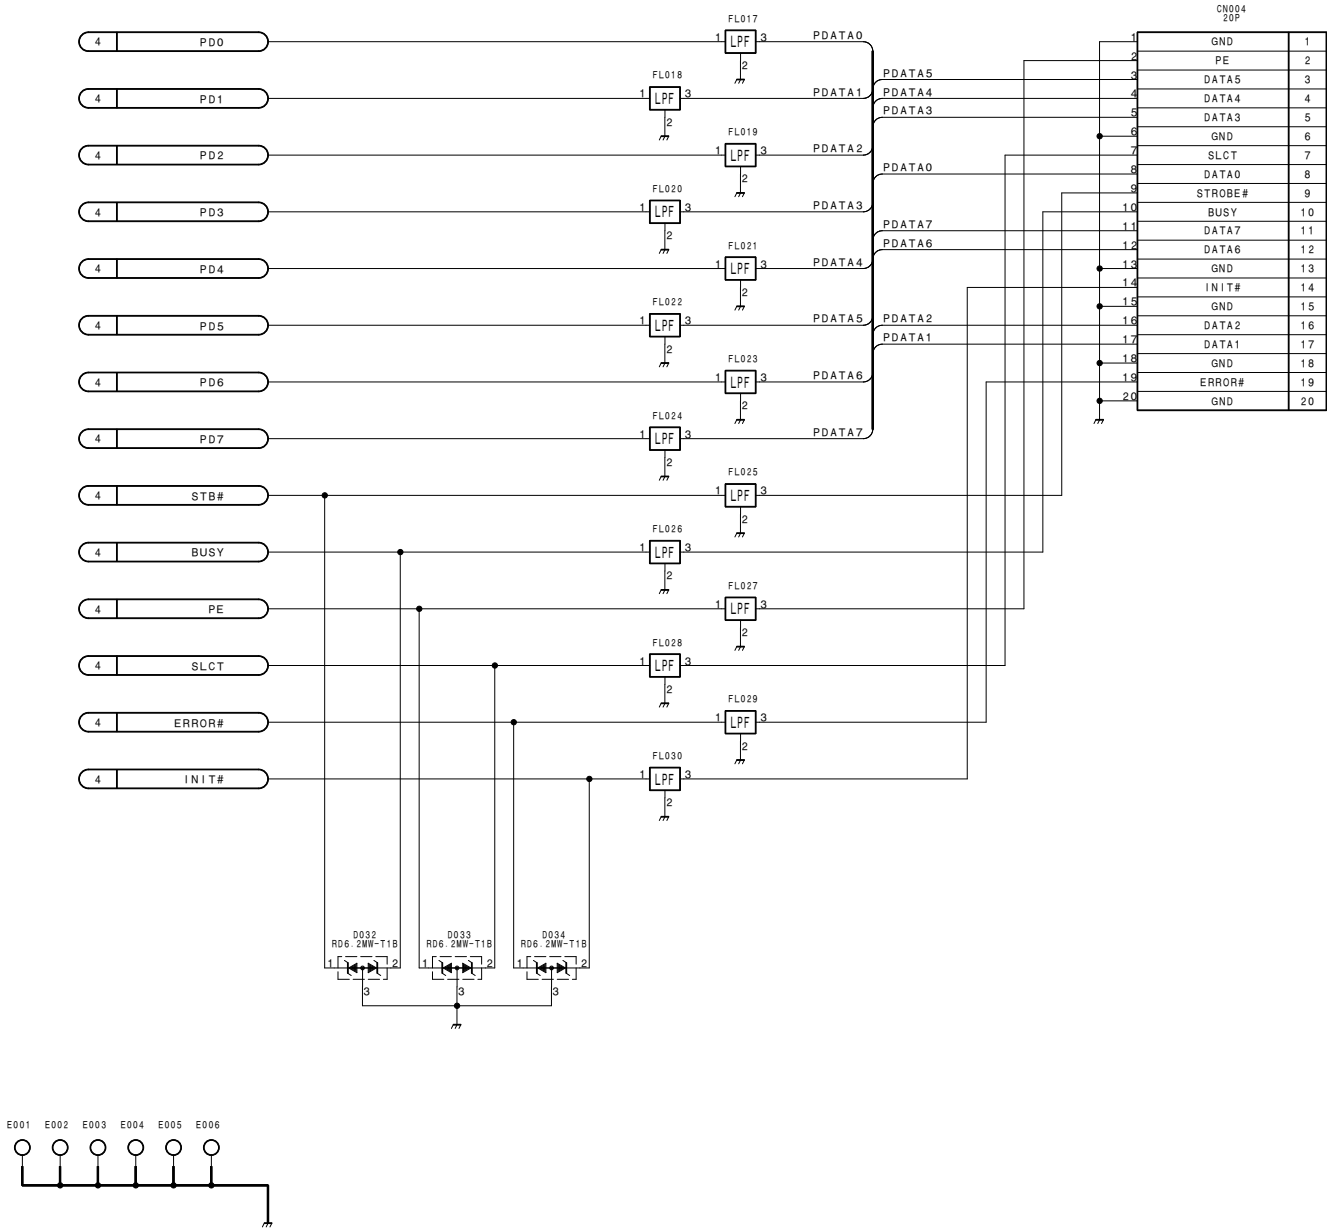 CN004
20P
FL017
4 PD0 1 LPF 3 PDATA0
2
1 GND 1
2 PE 2
FL018
PDATA5 3 DATA5 3
4 PD1 1 LPF 3 PDATA1
2
PDATA4 4 DATA4 4
PDATA3 5 DATA3 5
FL019
6 GND 6
4 PD2 1 LPF 3 PDATA2
2
7 SLCT 7
PDATA0 8 DATA0 8
FL020
9 STROBE# 9
4 PD3 1 LPF 3 PDATA3
2
10 BUSY 10
PDATA7 11 DATA7 11
FL021
PDATA6 12 DATA6 12
4 PD4 1 LPF 3 PDATA4
2
13 GND 13
14 INIT# 14
FL022
15 GND 15
4 PD5 1 LPF 3 PDATA5
2
PDATA2 16 DATA2 16
PDATA1 17 DATA1 17
FL023
18 GND 18
4 PD6 1 LPF 3 PDATA6
2
19 ERROR# 19
20 GND 20
FL024
4 PD7 1 LPF 3 PDATA7
2
FL025
4 STB# 1 LPF 3
2
FL026
4 BUSY 1 LPF 3
2
FL027
4 PE 1 LPF 3
2
FL028
4 SLCT 1 LPF 3
2
FL029
4 ERROR# 1 LPF 3
2
FL030
4 INIT# 1 LPF 3
2
D032 D033 D034
RD6.2MW-T1B RD6.2MW-T1B RD6.2MW-T1B
1 2 1 2 1 2
3 3 3
E001 E002 E003 E004 E005 E006